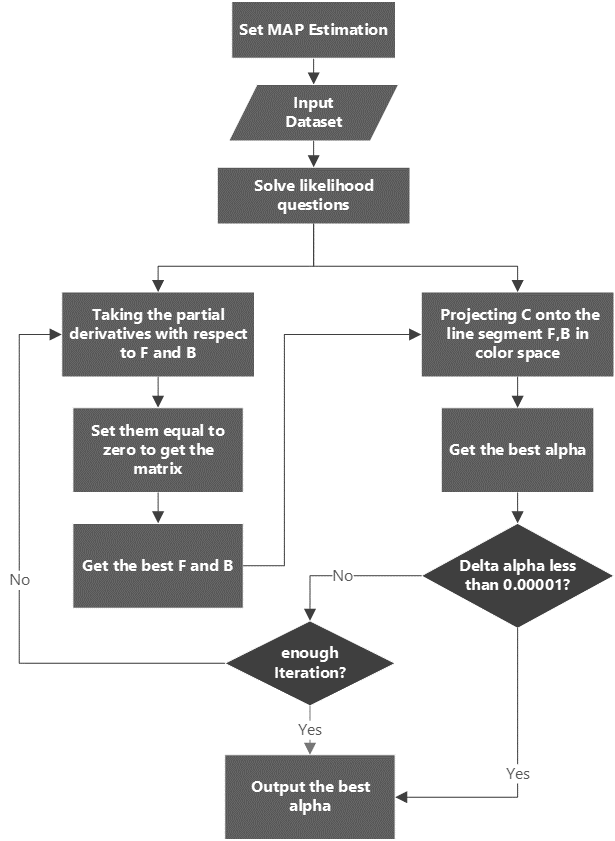 Set MAP Estimation
Input
Dataset
Solve likelihood
questions
Taking the partial
derivatives with respect
to F and B
Projecting C onto the
line segment F,B in
color space
Set them equal to
zero to get the
matrix
Get the best alpha
Get the best F and B
Delta alpha less
than 0.00001?
No
No
enough
Iteration?
Yes
Yes
Output the best
alpha